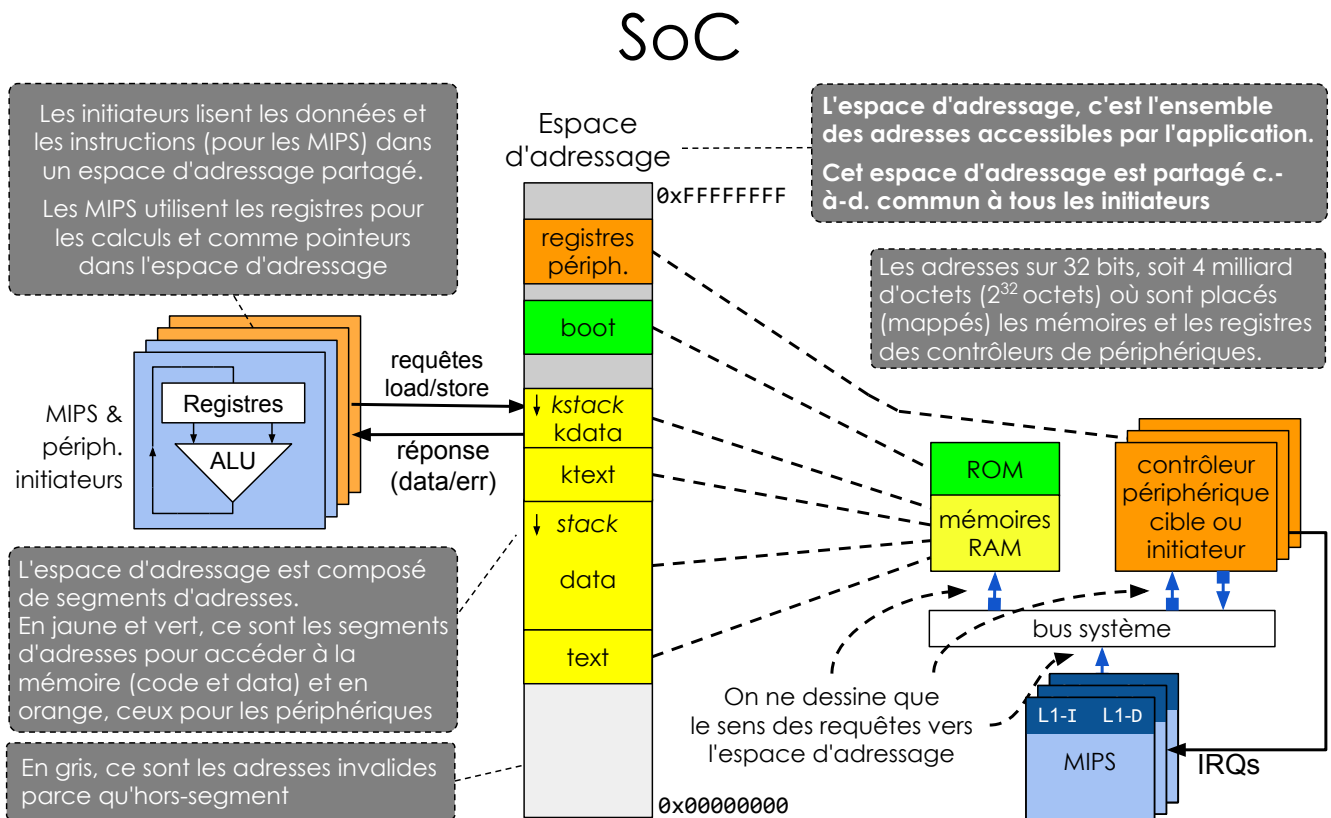 SoC
Les initiateurs lisent les données et
les instructions (pour les MIPS) dans
un espace d'adressage partagé.
Les MIPS utilisent les registres pour
les calculs et comme pointeurs
dans l'espace d'adressage
Espace
d'adressage
L'espace d'adressage, c'est l'ensemble
des adresses accessibles par l'application.
Cet espace d'adressage est partagé c.-
à-d. commun à tous les initiateurs
0xFFFFFFFF
registres
périph.
boot
Les adresses sur 32 bits, soit 4 milliard
d'octets (2³² octets) où sont placés
(mappés) les mémoires et les registres
des contrôleurs de périphériques.
requêtes
load/store
réponse
(data/err)
MIPS &
périph.
initiateurs
Registres
ALU
↓ kstack
kdata
ktext
↓ stack
data
text
ROM
mémoires
RAM
contrôleur
périphérique
cible ou
initiateur
bus système
L'espace d'adressage est composé
de segments d'adresses.
En jaune et vert, ce sont les segments
d'adresses pour accéder à la
mémoire (code et data) et en
orange, ceux pour les périphériques
On ne dessine que
le sens des requêtes vers
l'espace d'adressage
L1-I L1-D
MIPS
IRQs
En gris, ce sont les adresses invalides
parce qu'hors-segment
0x00000000